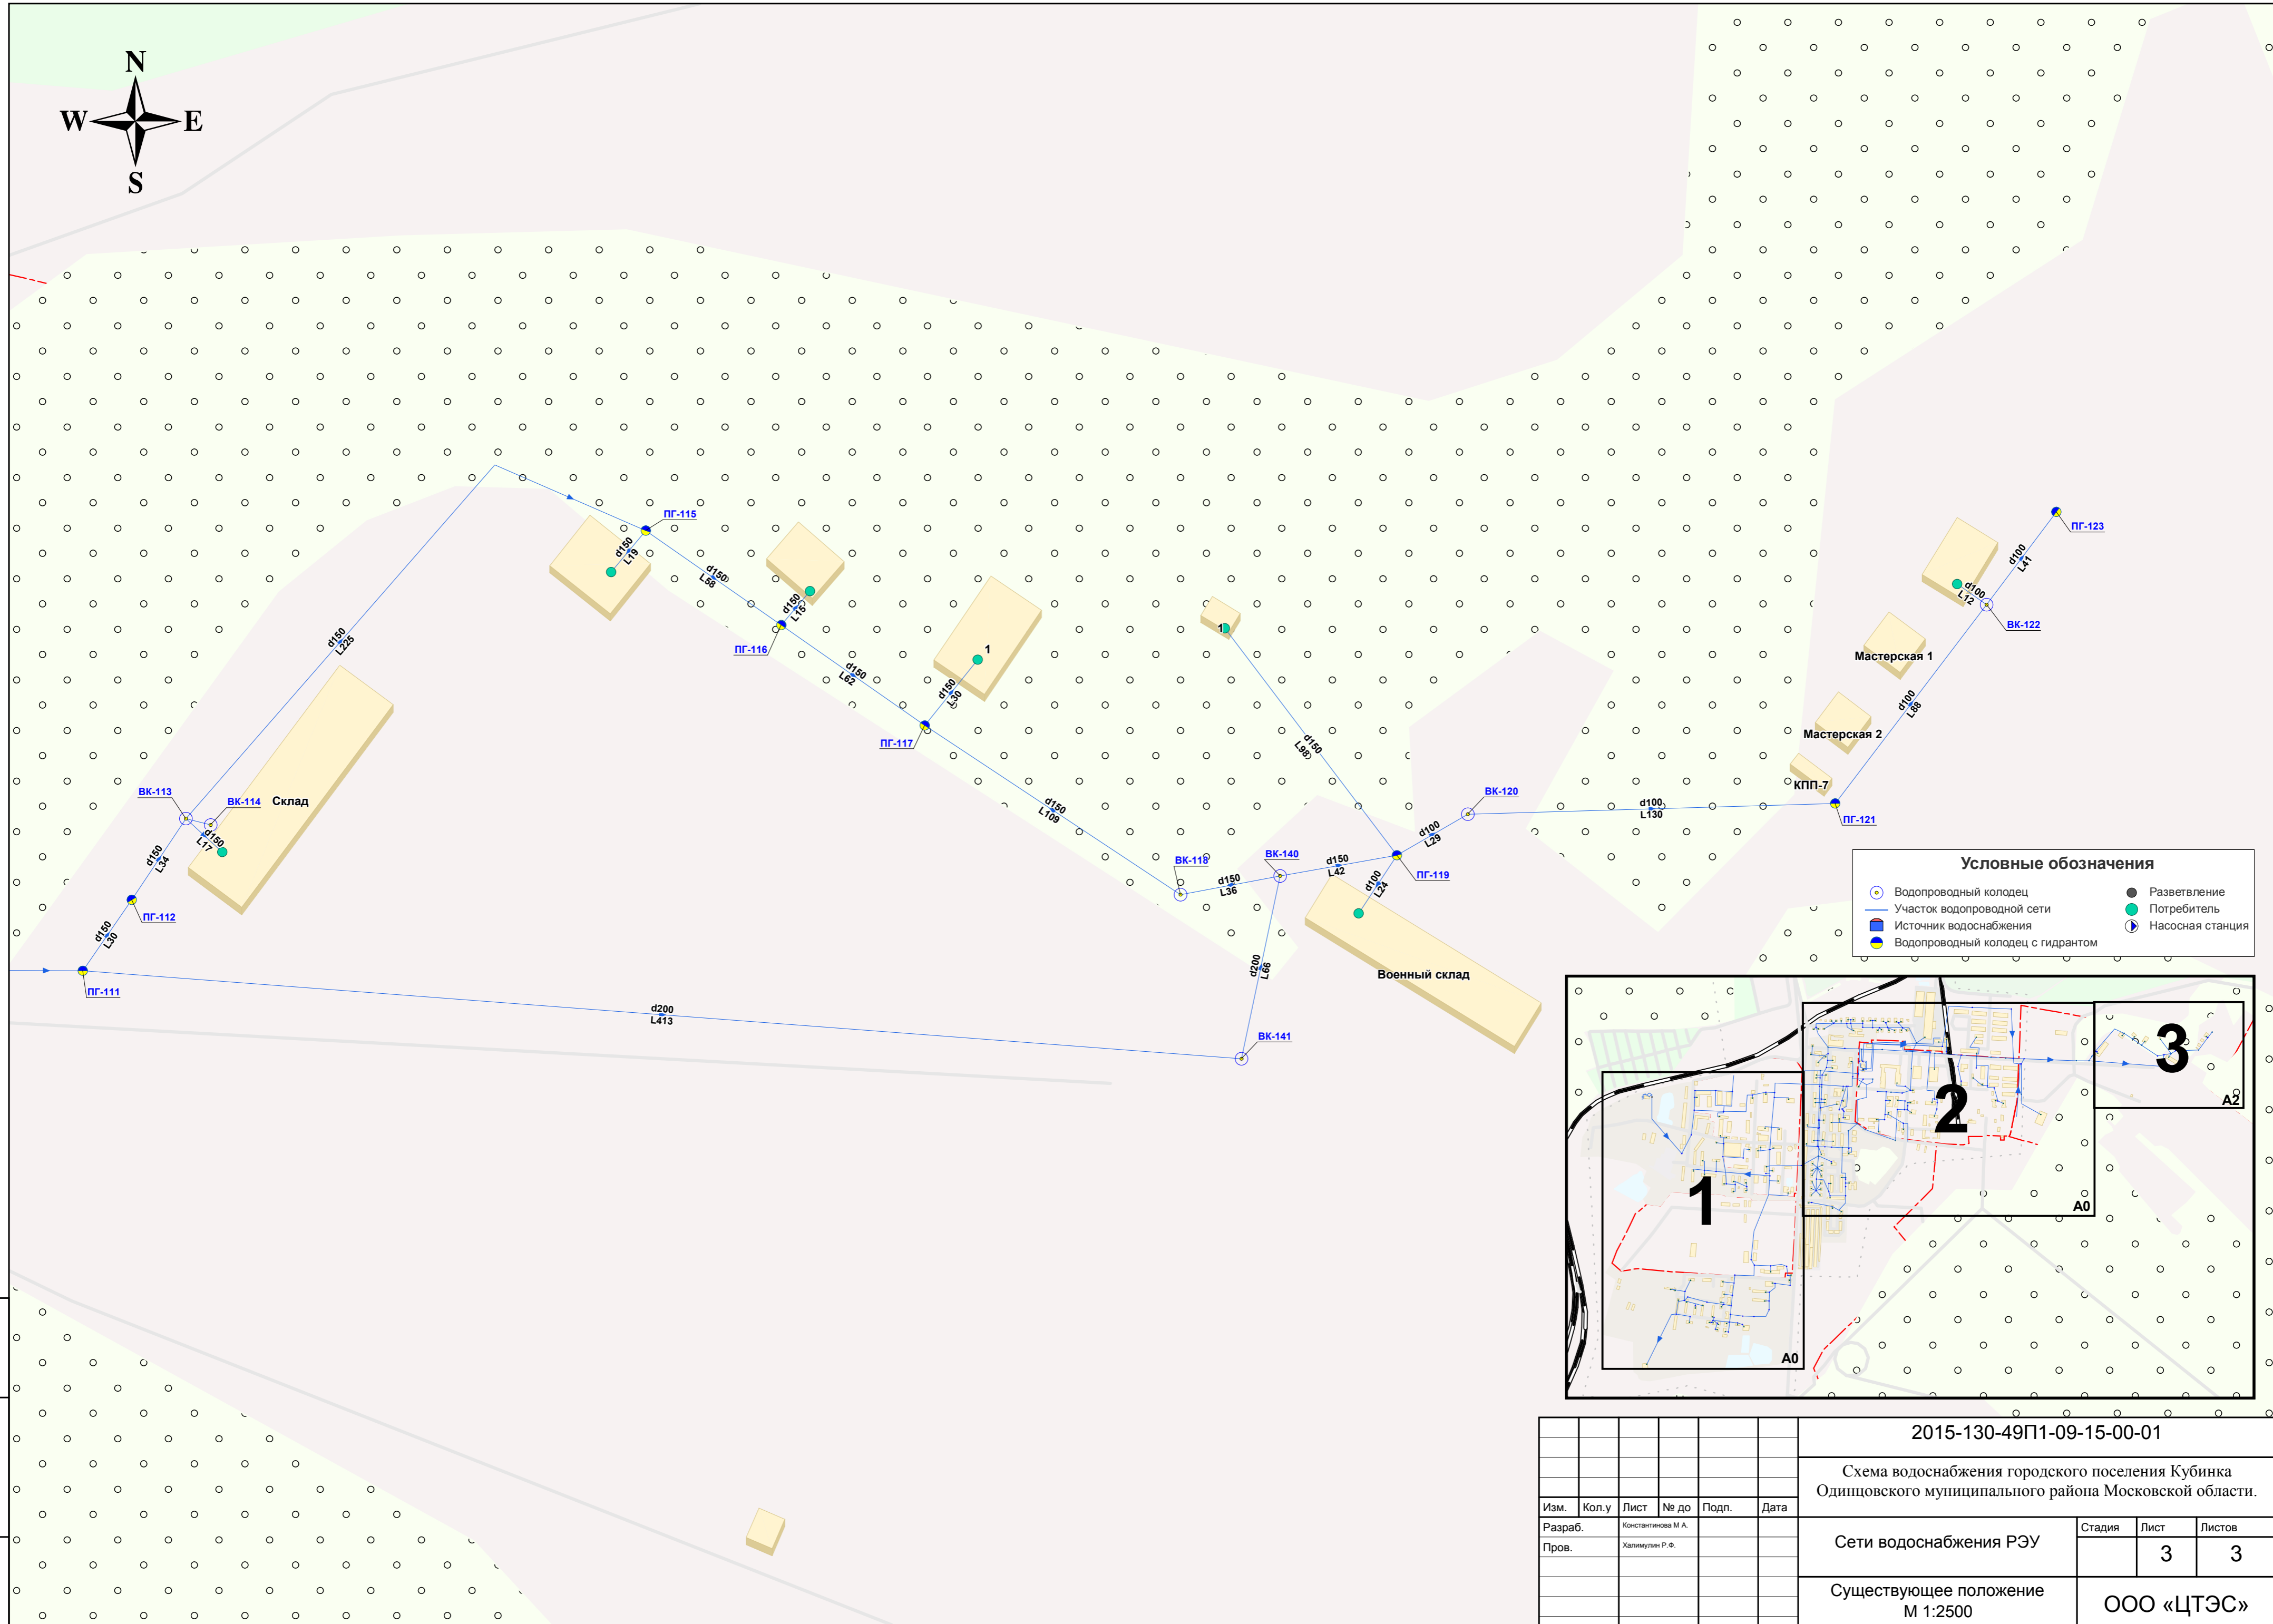 N
W E
S
ПГ-115
d150
L19
d150
L58
d150
L15
ПГ-116
d150
L62
1
d150
L30
ПГ-117
1
d150
L98
ПГ-123
d100
L41
d100
L12
ВК-122
Мастерская 1
d100
L88
Мастерская 2
КПП-7
ПГ-121
d150
L225
ВК-113
ВК-114
Склад
d150
L17
d150
L34
ПГ-112
d150
L30
ПГ-111
d150
L109
ВК-118
d150
L36
ВК-140
d150
L42
ПГ-119
d100
L24
d100
L29
ВК-120
d100
L130
Военный склад
d200
L66
d200
L413
ВК-141
Условные обозначения
Водопроводный колодец
Участок водопроводной сети
Источник водоснабжения
Водопроводный колодец с гидрантом
Разветвление
Потребитель
Насосная станция
1
A0
2
A0
3
A2
2015-130-49П1-09-15-00-01
Схема водоснабжения городского поселения Кубинка
Одинцовского муниципального района Московской области.
Изм. Кол.у Лист № до Подп. Дата
Разраб. Константинова М А.
Пров. Халимулин Р.Ф.
Сети водоснабжения РЭУ
Стадия Лист Листов
3 3
Существующее положение
М 1:2500
ООО «ЦТЭС»